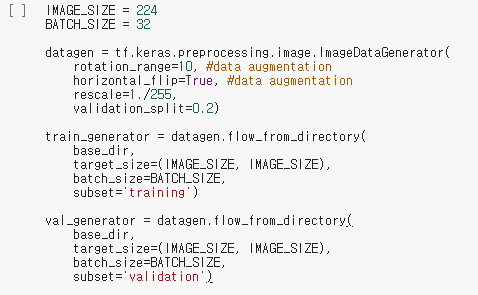 [ ] IMAGE_SIZE = 224
BATCH_SIZE = 32
datagen = tf.keras.preprocessing.image.ImageDataGenerator(
rotation_range=10, #data augmentation
horizontal_flip=True, #data augmentation
rescale=1./255,
validation_split=0.2)
train_generator = datagen.flow_from_directory(
base_dir,
target_size=(IMAGE_SIZE, IMAGE_SIZE),
batch_size=BATCH_SIZE,
subset='training')
val_generator = datagen.flow_from_directory(
base_dir,
target_size=(IMAGE_SIZE, IMAGE_SIZE),
batch_size=BATCH_SIZE,
subset='validation')